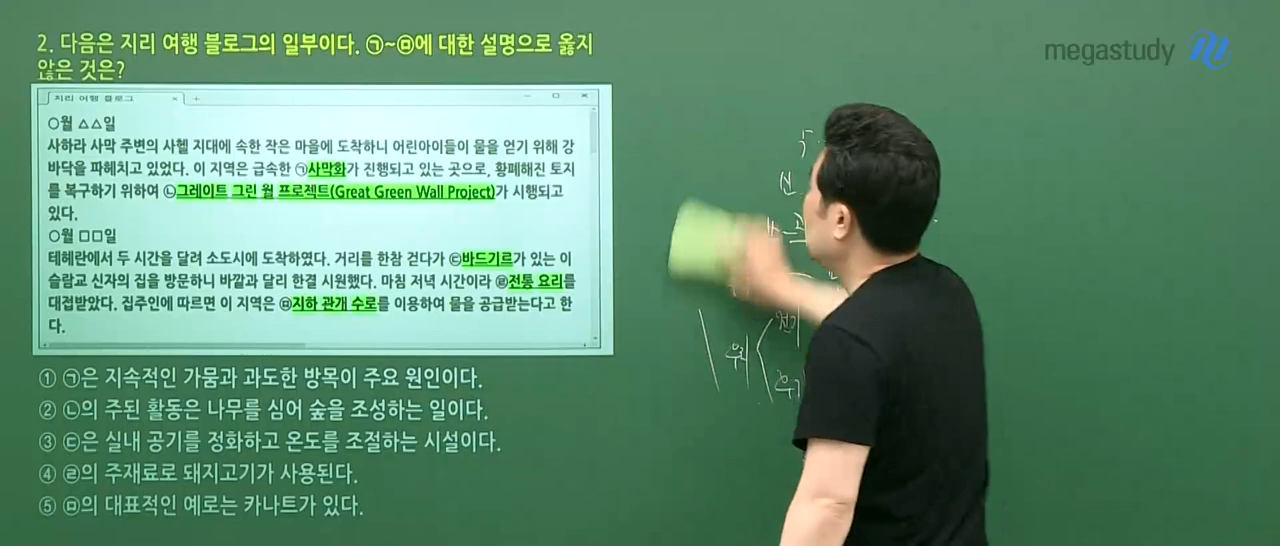 2. 다음은 지리 여행 블로그의 일부이다. ㉠~㉤에 대한 설명으로 옳지
않은 것은?
megastudy
지리 여행 블로그
○월 △△일
사하라 사막 주변의 사헬 지대에 속한 작은 마을에 도착하니 어린아이들이 물을 얻기 위해 강
바닥을 파헤치고 있었다. 이 지역은 급속한 ㉠사막화가 진행되고 있는 곳으로, 황폐해진 토지
를 복구하기 위하여 ㉡그레이트 그린 월 프로젝트(Great Green Wall Project)가 시행되고
있다.
○월 □□일
테헤란에서 두 시간을 달려 소도시에 도착하였다. 거리를 한참 걷다가 ㉢바드기르가 있는 이
슬람교 신자의 집을 방문하니 바깥과 달리 한결 시원했다. 마침 저녁 시간이라 ㉣전통 요리를
대접받았다. 집주인에 따르면 이 지역은 ㉤지하 관개 수로를 이용하여 물을 공급받는다고 한
다.
① ㉠은 지속적인 가뭄과 과도한 방목이 주요 원인이다.
② ㉡의 주된 활동은 나무를 심어 숲을 조성하는 일이다.
③ ㉢은 실내 공기를 정화하고 온도를 조절하는 시설이다.
④ ㉣의 주재료로 돼지고기가 사용된다.
⑤ ㉤의 대표적인 예로는 카나트가 있다.